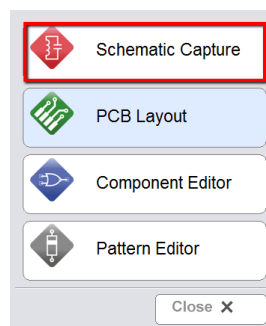 Schematic Capture
PCB Layout
Component Editor
Pattern Editor
Close X